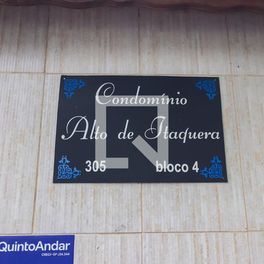 Condomínio
Alto de Itaquera
305 bloco 4
QuintoAndar